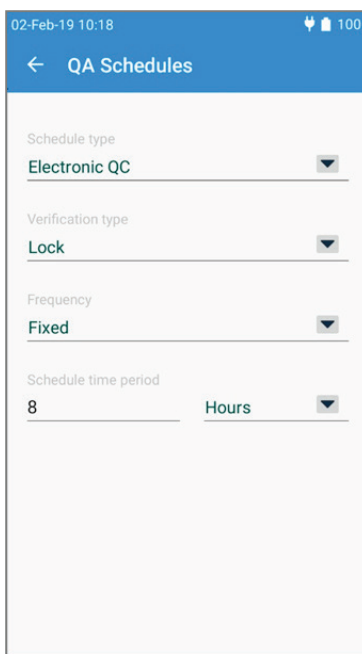 02-Feb-19 10:18 100
QA Schedules
Schedule type
Electronic QC
Verification type
Lock
Frequency
Fixed
Schedule time period
8 Hours